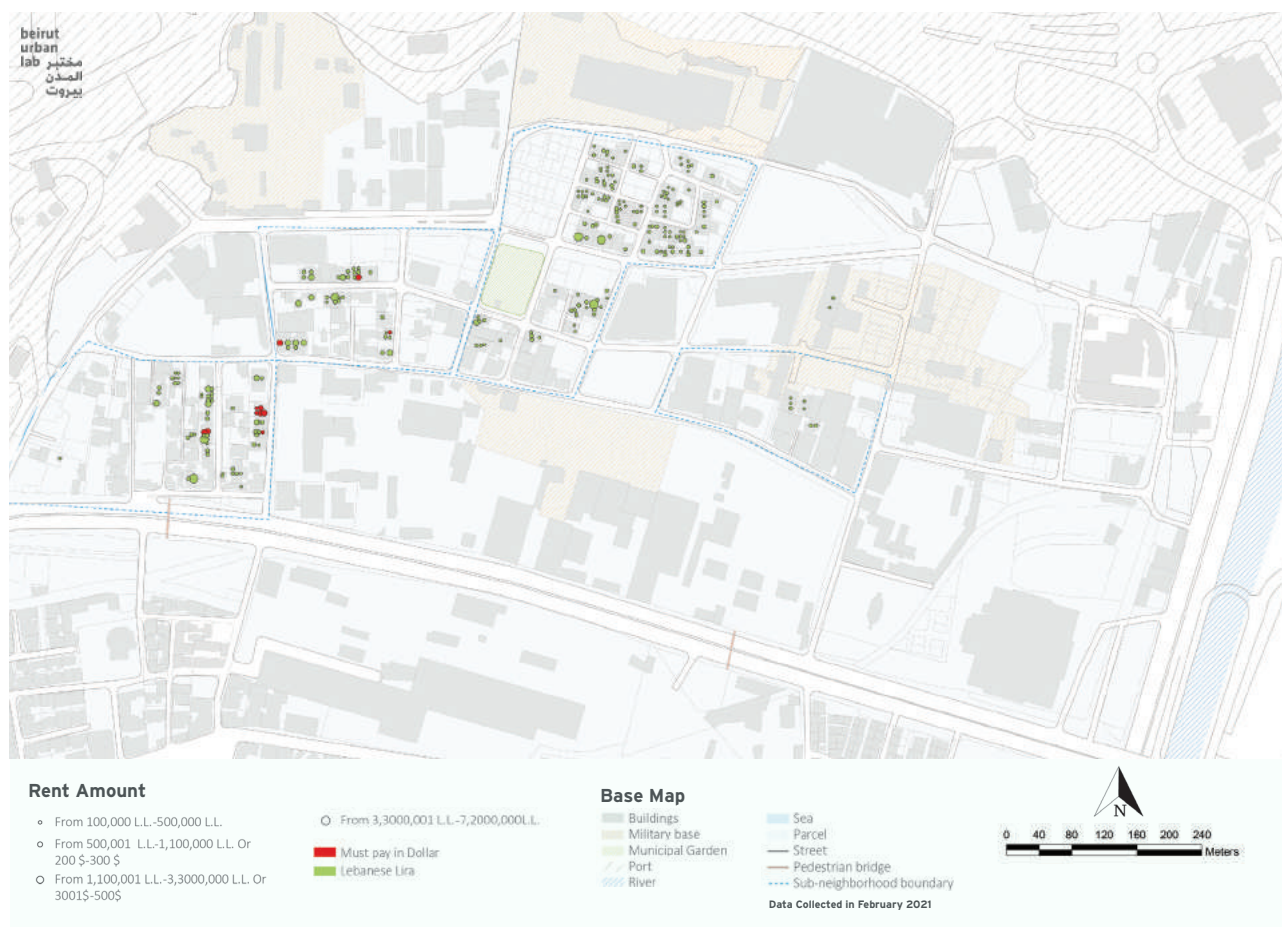 beirut
urban
lab مختبر
المدن
بيروت
Rent Amount
From 100,000 L.L.-500,000 L.L.
From 500,001 L.L.-1,100,000 L.L. Or
200 $-300 $
From 1,100,001 L.L.-3,3000,000 L.L. Or
3001$-500$
From 3,3000,001 L.L.-7,2000,000L.L.
Must pay in Dollar
Lebanese Lira
Base Map
Buildings
Military base
Municipal Garden
Port
River
Sea
Parcel
Street
Pedestrian bridge
Sub-neighborhood boundary
Data Collected in February 2021
N
0 40 80 120 160 200 240
Meters